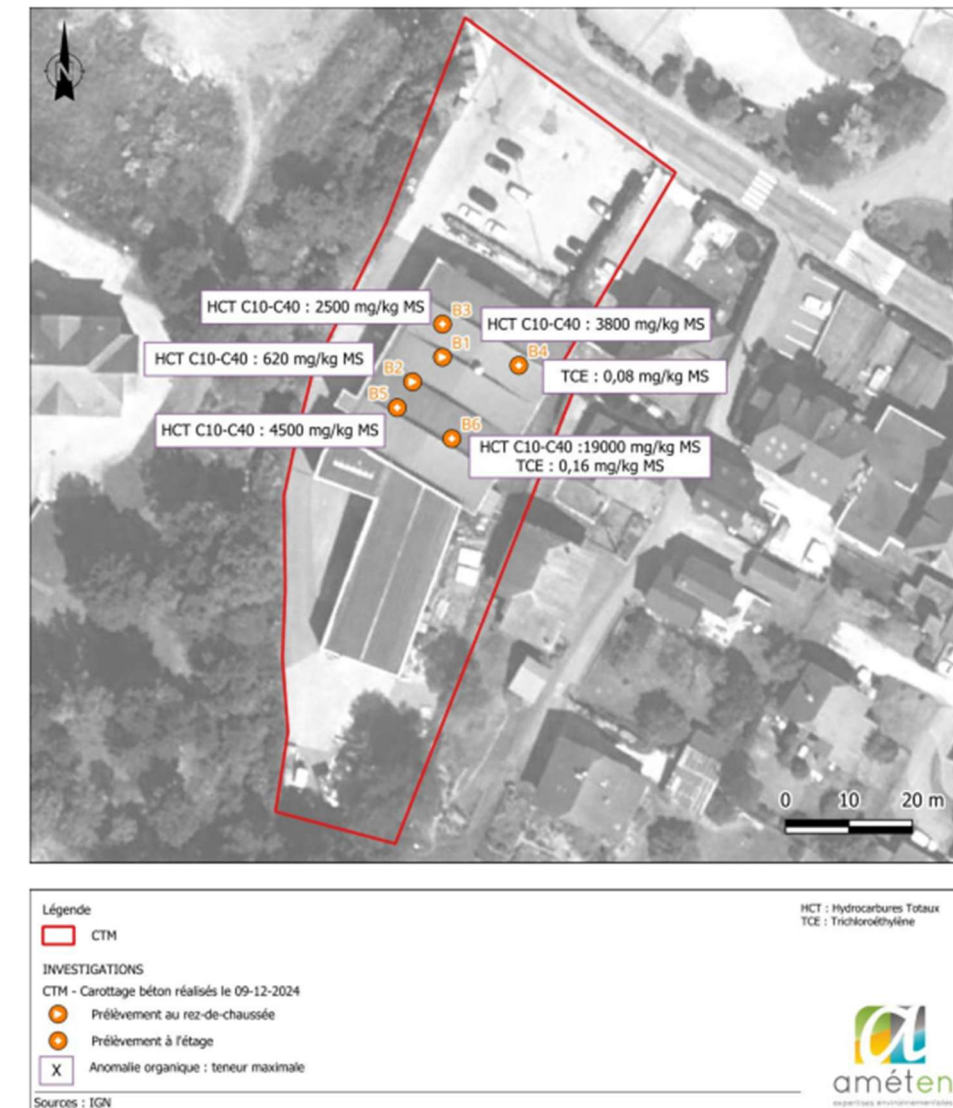 N
HCT C10-C40 : 2500 mg/kg MS
B3
HCT C10-C40 : 3800 mg/kg MS
HCT C10-C40 : 620 mg/kg MS
B1
B4
B2
TCE : 0,08 mg/kg MS
B5
HCT C10-C40 : 4500 mg/kg MS
B6
HCT C10-C40 :19000 mg/kg MS
TCE : 0,16 mg/kg MS
0 10 20 m
Légende
HCT : Hydrocarbures Totaux
TCE : Trichloroéthylène
CTM
INVESTIGATIONS
CTM - Carottage béton réalisés le 09-12-2024
Prélèvement au rez-de-chaussée
Prélèvement à l'étage
X Anomalie organique : teneur maximale
Sources : IGN
a
améten
expertises environnementales